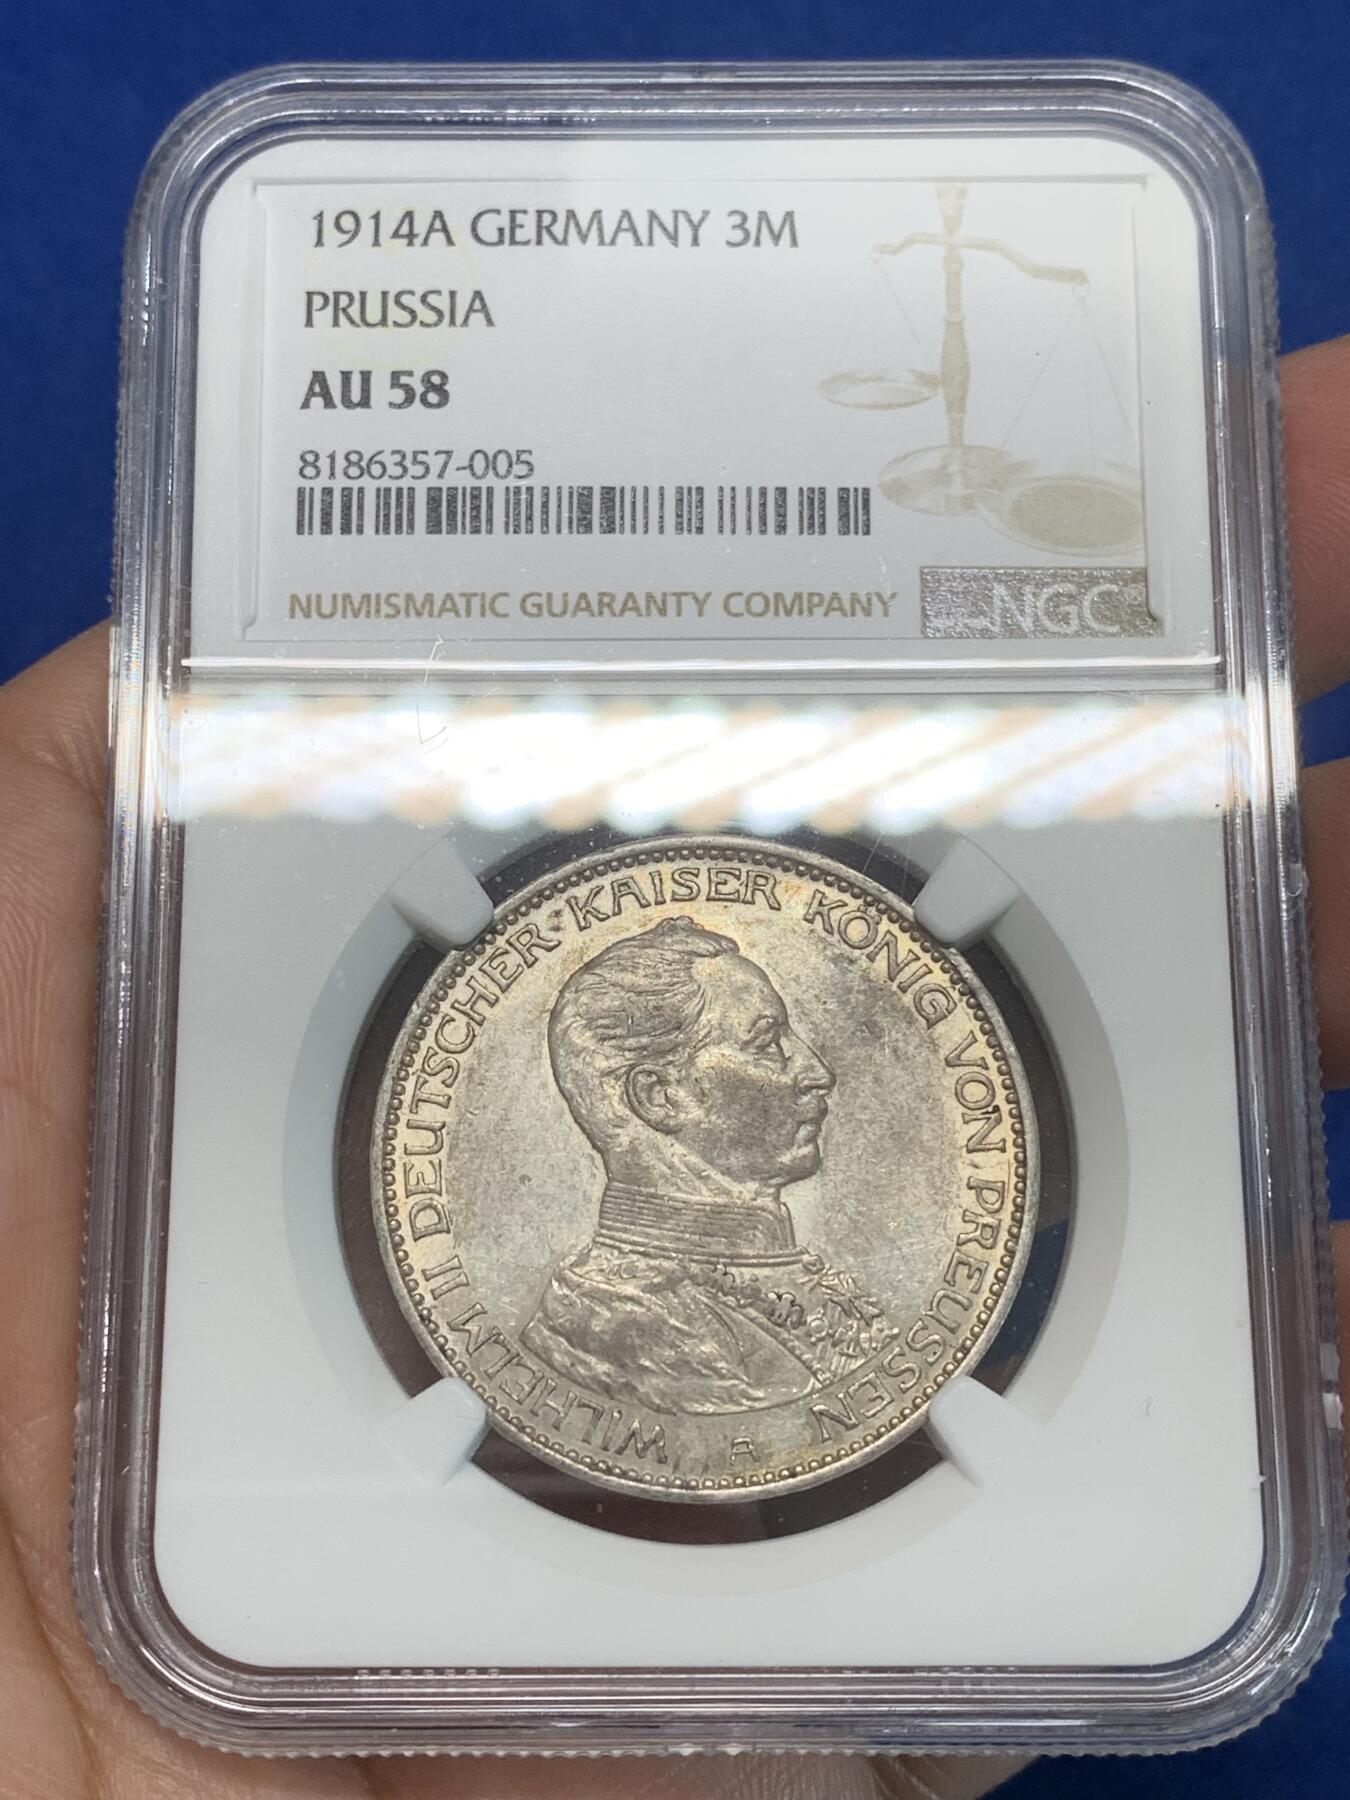 1914A GERMANY 3M
PRUSSIA
AU 58
8186357-005
NUMISMATIC GUARANTY COMPANY
NGC
WILHELM II DEUTSCHER KAISER KÖNIG VON PREUSSEN
A